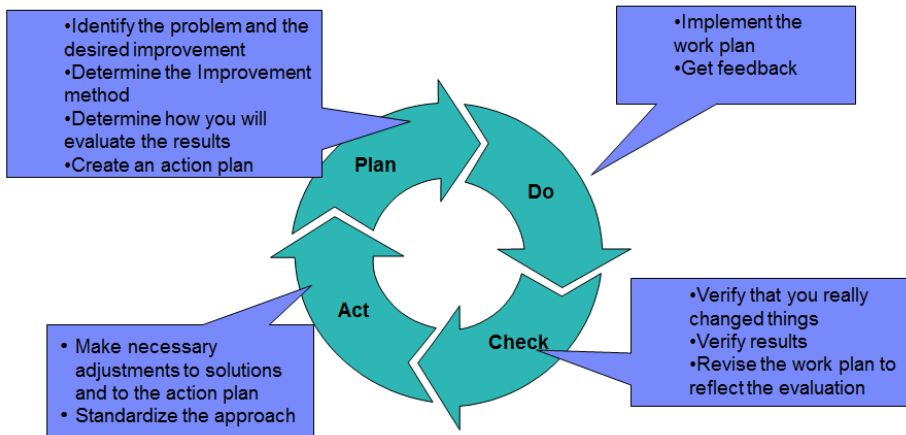 •Identify the problem and the
desired improvement
•Determine the Improvement
method
•Determine how you will
evaluate the results
•Create an action plan
•Implement the
work plan
•Get feedback
Plan
Do
Act
Check
•Verify that you really
changed things
•Verify results
•Revise the work plan to
reflect the evaluation
• Make necessary
adjustments to solutions
and to the action plan
• Standardize the approach